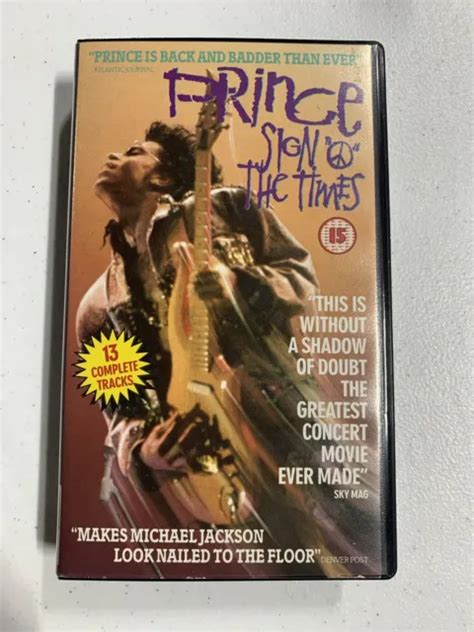 "PRINCE IS BACK AND BADDER THAN EVER"
ATLANTIC JOURNAL
PRINCE
SIGN "☮"
THE TIMES
15
"THIS IS
WITHOUT
A SHADOW
OF DOUBT
THE
GREATEST
CONCERT
MOVIE
EVER MADE"
SKY MAG
13
COMPLETE
TRACKS
"MAKES MICHAEL JACKSON
LOOK NAILED TO THE FLOOR" DENVER POST